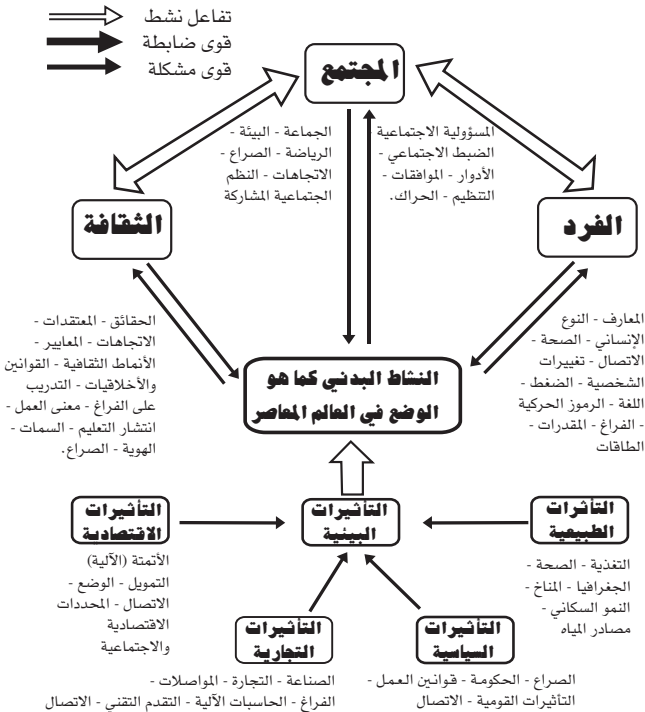 تفاعل نشط
قوى ضابطة
قوى مشكلة
المجتمع
المسؤولية الاجتماعية -
الضبط الاجتماعي -
الأدوار - الموافقات -
التنظيم - الحراك.
الجماعة - البيئة -
الرياضة - الصراع -
الاتجاهات - النظم
الجتماعية المشاركة
الفرد
الثقافة
المعارف - النوع
الإنساني - الصحة -
الاتصال - تغييرات
الشخصية - الضغط -
اللغة - الرموز الحركية
- الفراغ - المقدرات -
الطاقات
النشاط البدني كما هو
الوضع في العالم المعاصر
الحقائق - المعتقدات -
الاتجاهات - المعايير -
الأنماط الثقافية - القوانين
والأخلاقيات - التدريب
على الفراغ - معنى العمل -
انتشار التعليم - السمات -
الهوية - الصراع.
التأثرات
الطبيعية
التأثيرات
البيئية
التأثيرات
الاقتصادية
التغذية - الصحة -
الجغرافيا - المناخ -
النمو السكاني -
مصادر المياه
الأتمتة (الآلية)
التمويل - الوضع -
الاتصال - المحددات
الاقتصادية
والاجتماعية
التأثيرات
السياسية
التأثيرات
التجارية
الصراع - الحكومة - قوانين العمل -
التأثيرات القومية - الاتصال
الصناعة - التجارة - المواصلات -
الفراغ - الحاسبات الآلية - التقدم التقني - الاتصال